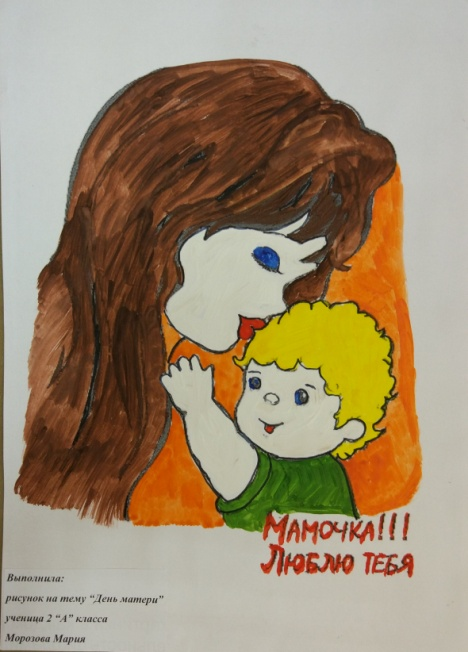 МАМОЧКА!!!
ЛЮБЛЮ ТЕБЯ
Выполнила:
рисунок на тему “День матери”
ученица 2 “А” класса
Морозова Мария